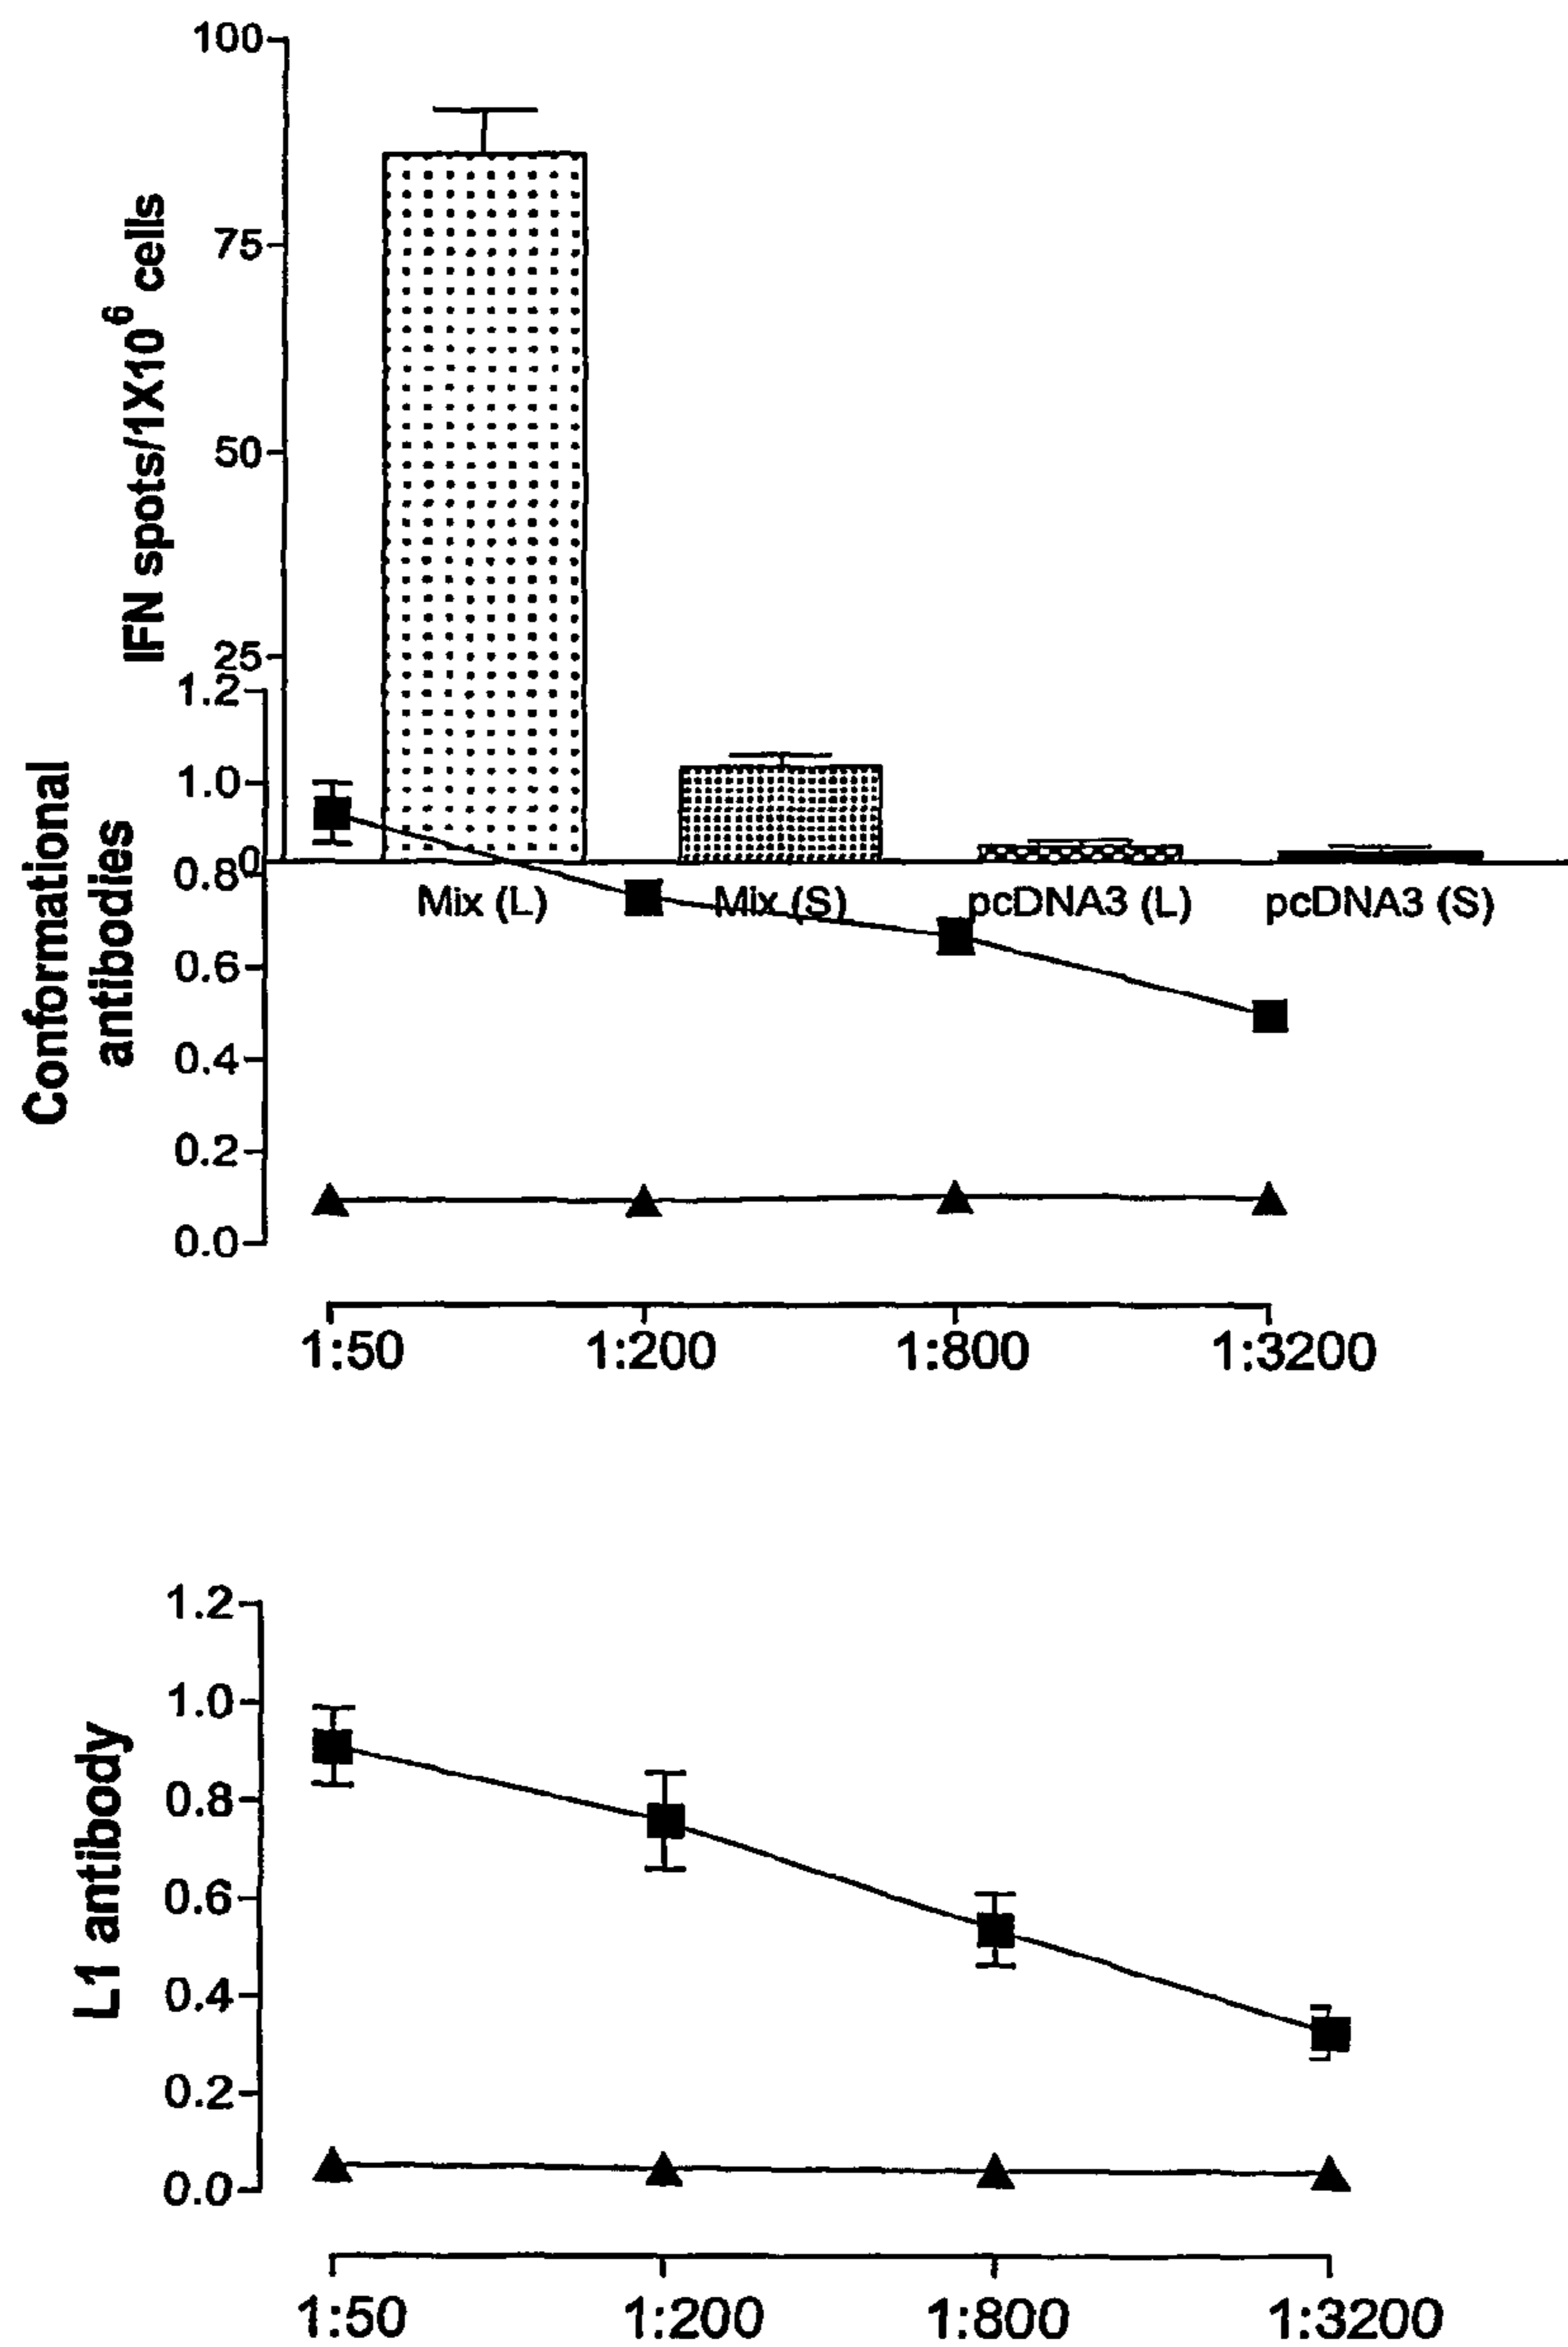 100
75
50
25
0
IFN spots/1X10⁶ cells
Mix (L) Mix (S) pcDNA3 (L) pcDNA3 (S)
1.2
1.0
0.8
0.6
0.4
0.2
0.0
Conformational
antibodies
1:50 1:200 1:800 1:3200
1.2
1.0
0.8
0.6
0.4
0.2
0.0
L1 antibody
1:50 1:200 1:800 1:3200